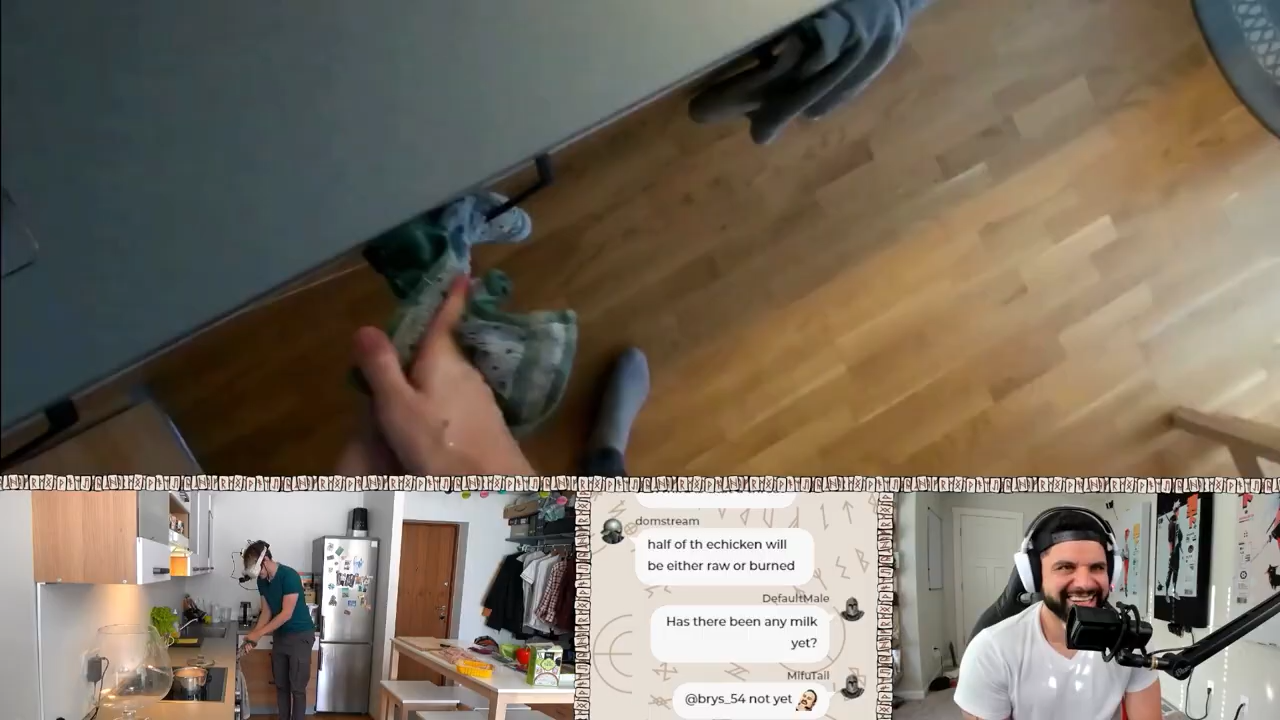 domstream
half of th echicken will
be either raw or burned
DefaultMale
Has there been any milk
yet?
MifuTail
@brys_54 not yet